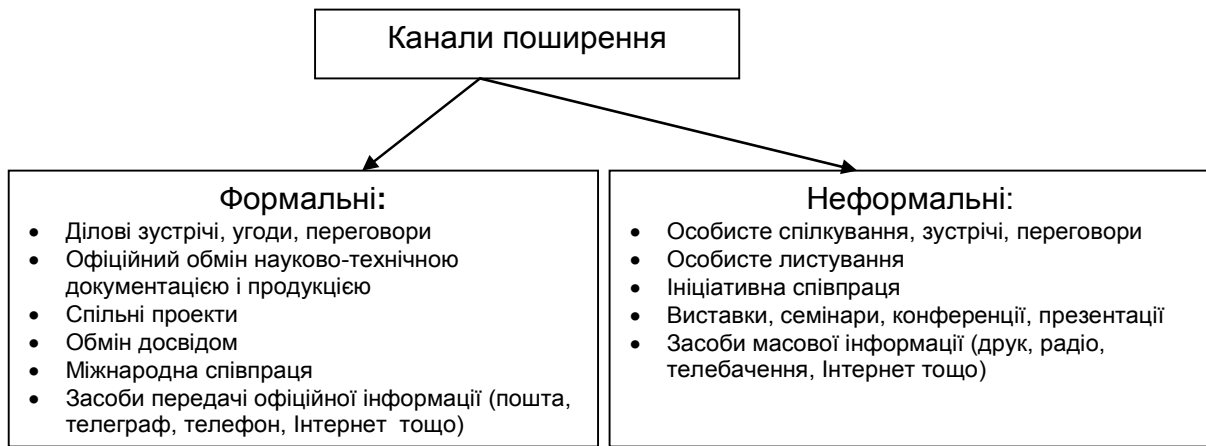 Канали поширення
Формальні:
• Ділові зустрічі, угоди, переговори
• Офіційний обмін науково-технічною
документацією і продукцією
• Спільні проекти
• Обмін досвідом
• Міжнародна співпраця
• Засоби передачі офіційної інформації (пошта,
телеграф, телефон, Інтернет тощо)
Неформальні:
• Особисте спілкування, зустрічі, переговори
• Особисте листування
• Ініціативна співпраця
• Виставки, семінари, конференції, презентації
• Засоби масової інформації (друк, радіо,
телебачення, Інтернет тощо)